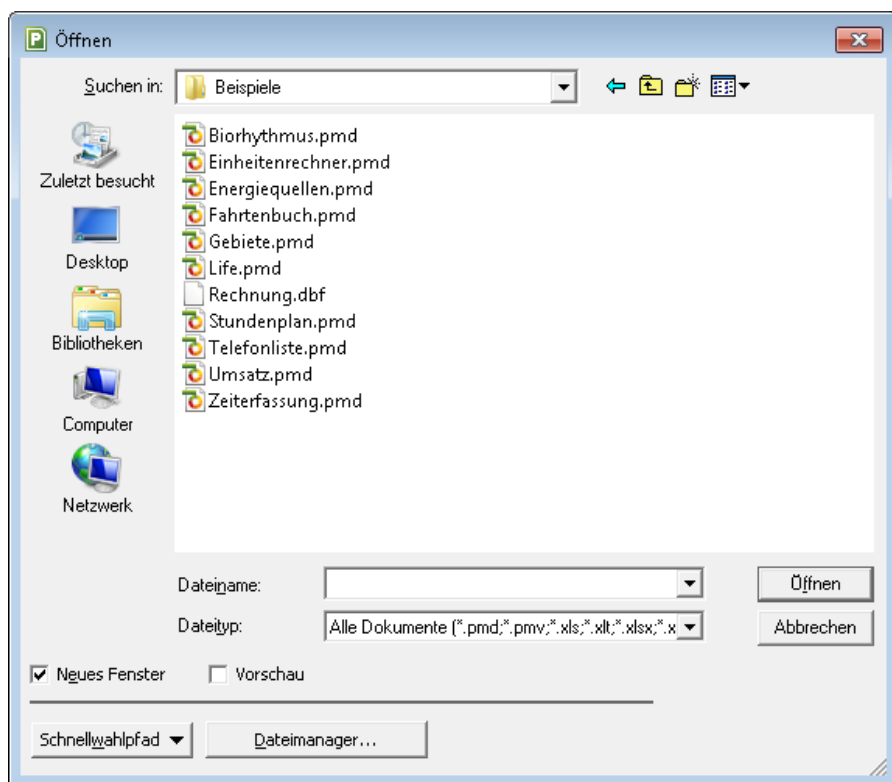 Öffnen
Suchen in: Beispiele
Zuletzt besucht
Desktop
Bibliotheken
Computer
Netzwerk
Biorhythmus.pmd
Einheitenrechner.pmd
Energiequellen.pmd
Fahrtenbuch.pmd
Gebiete.pmd
Life.pmd
Rechnung.dbf
Stundenplan.pmd
Telefonliste.pmd
Umsatz.pmd
Zeiterfassung.pmd
Dateiname: Öffnen
Dateityp: Alle Dokumente (*.pmd;*.pmv;*.xls;*.xlt;*.xlsx;*.x Abbrechen
Neues Fenster Vorschau
Schnellwahlpfad Dateimanager...